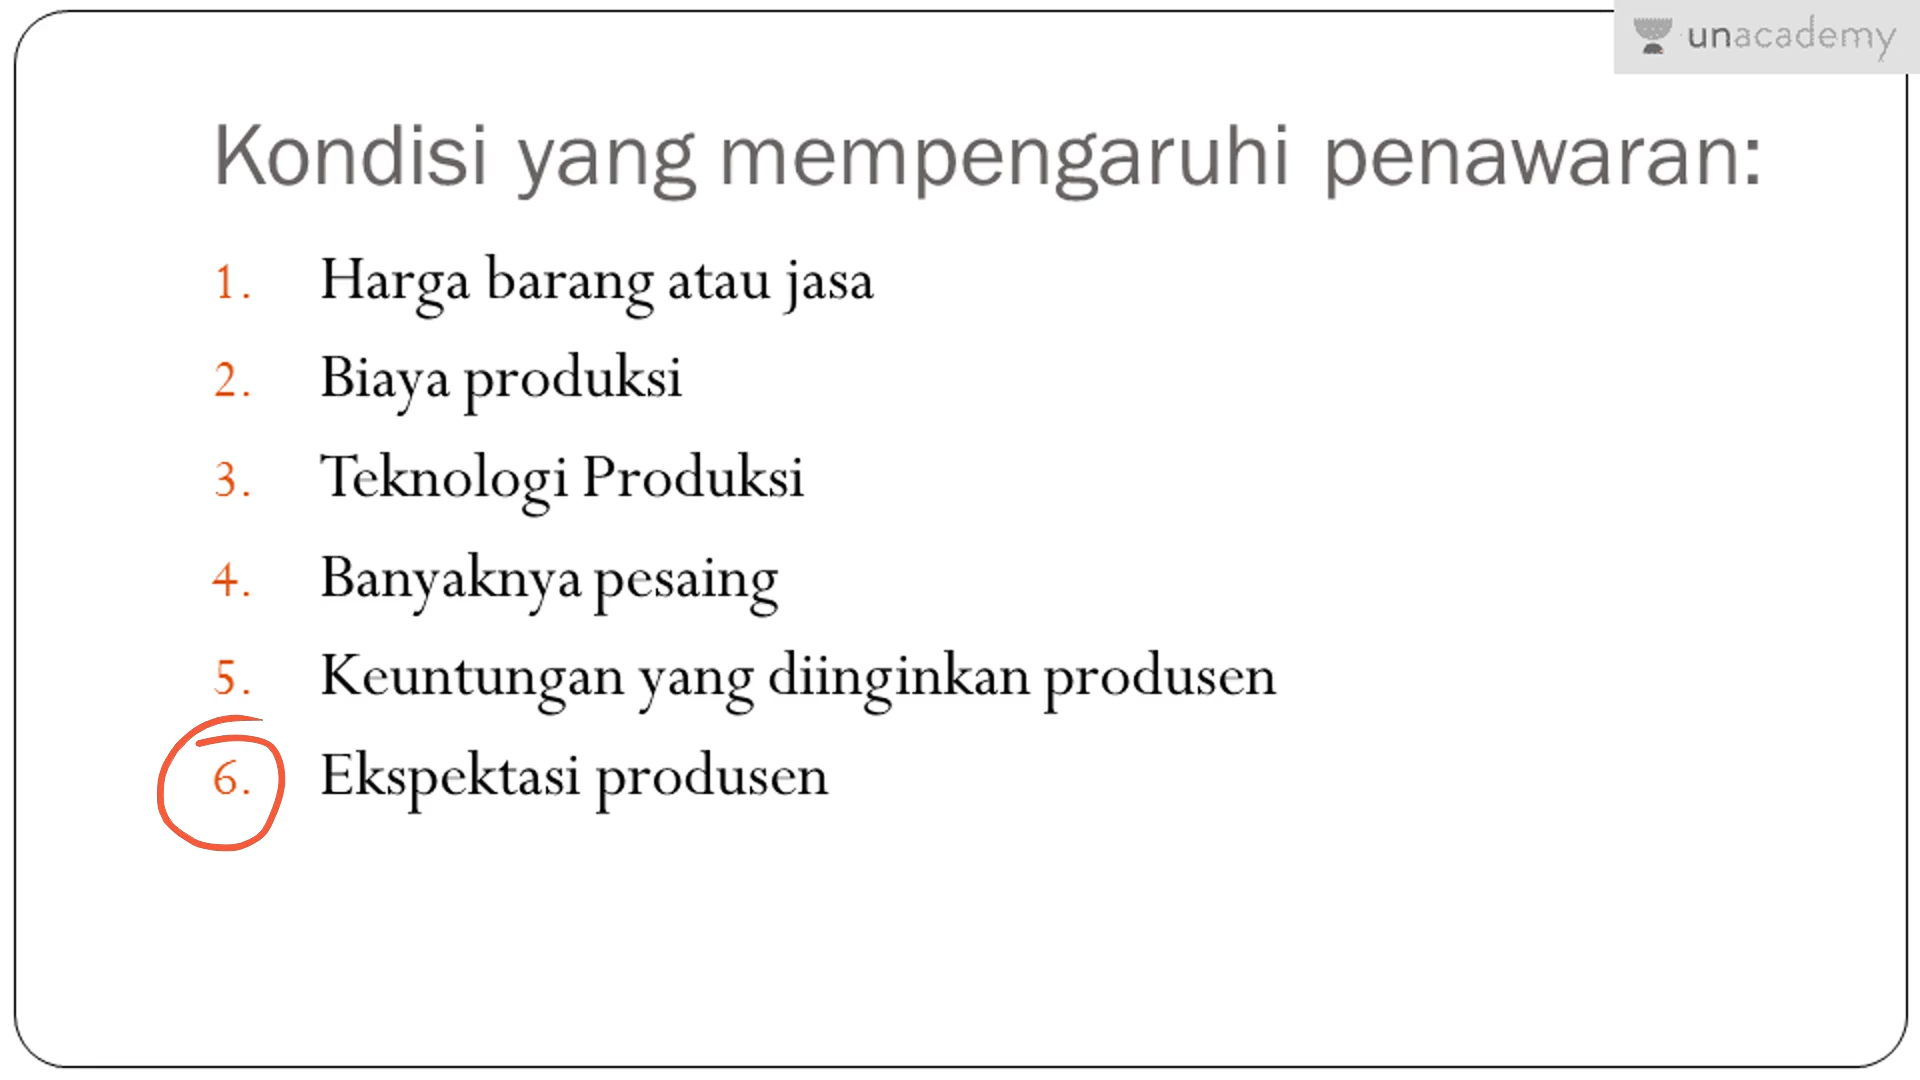 unacademy
Kondisi yang mempengaruhi penawaran:
1. Harga barang atau jasa
2. Biaya produksi
3. Teknologi Produksi
4. Banyaknya pesaing
5. Keuntungan yang diinginkan produsen
6. Ekspektasi produsen